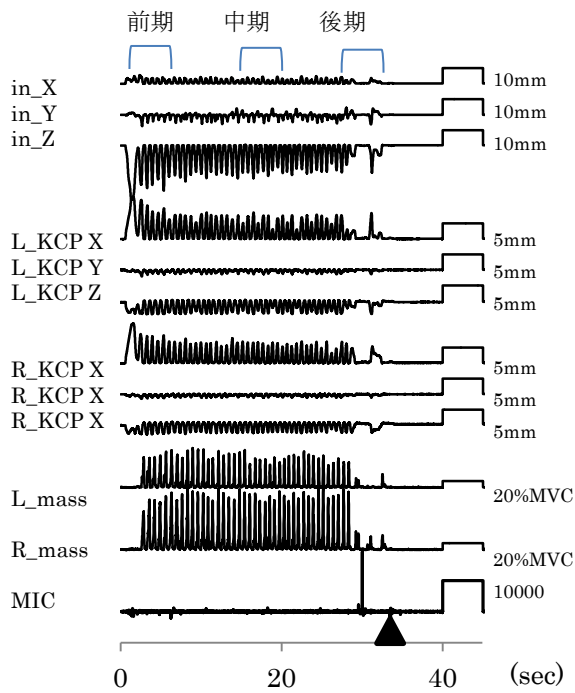 前期 中期 後期
in_X 10mm
in_Y 10mm
in_Z 10mm
L_KCP X 5mm
L_KCP Y 5mm
L_KCP Z 5mm
R_KCP X 5mm
R_KCP X 5mm
R_KCP X 5mm
L_mass 20%MVC
R_mass 20%MVC
MIC 10000
0 20 40 (sec)